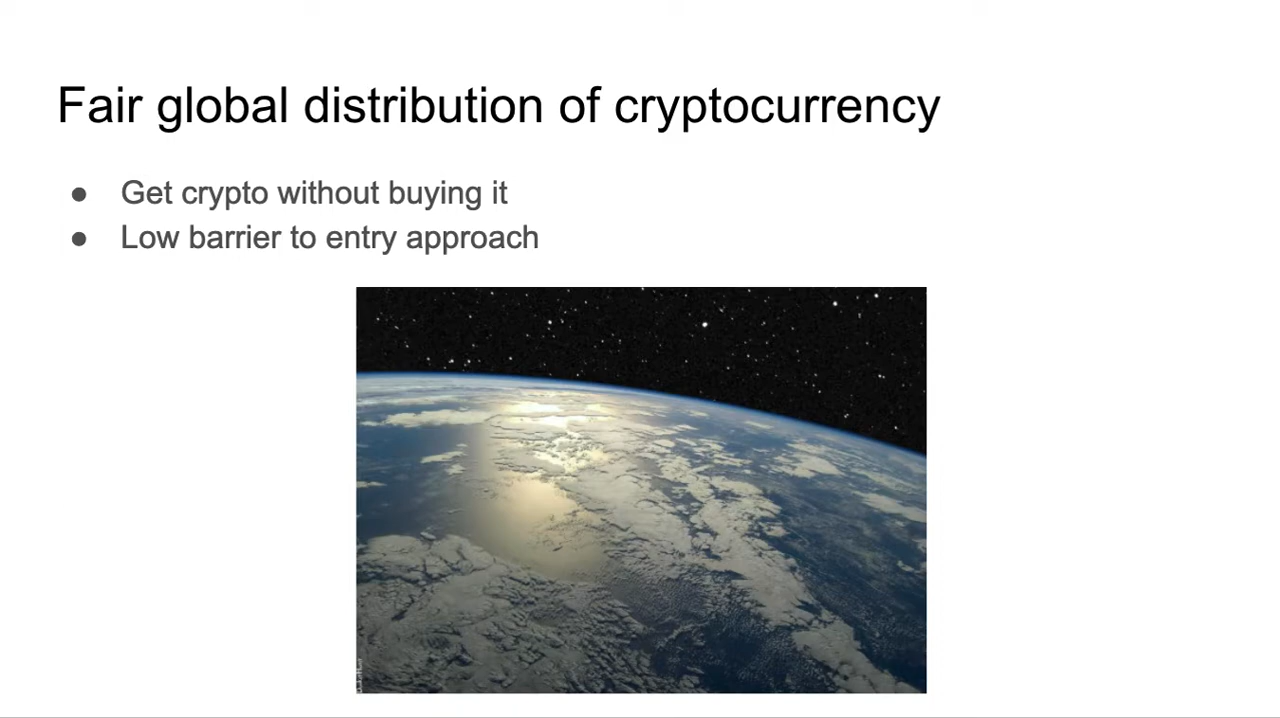 Fair global distribution of cryptocurrency
● Get crypto without buying it
● Low barrier to entry approach